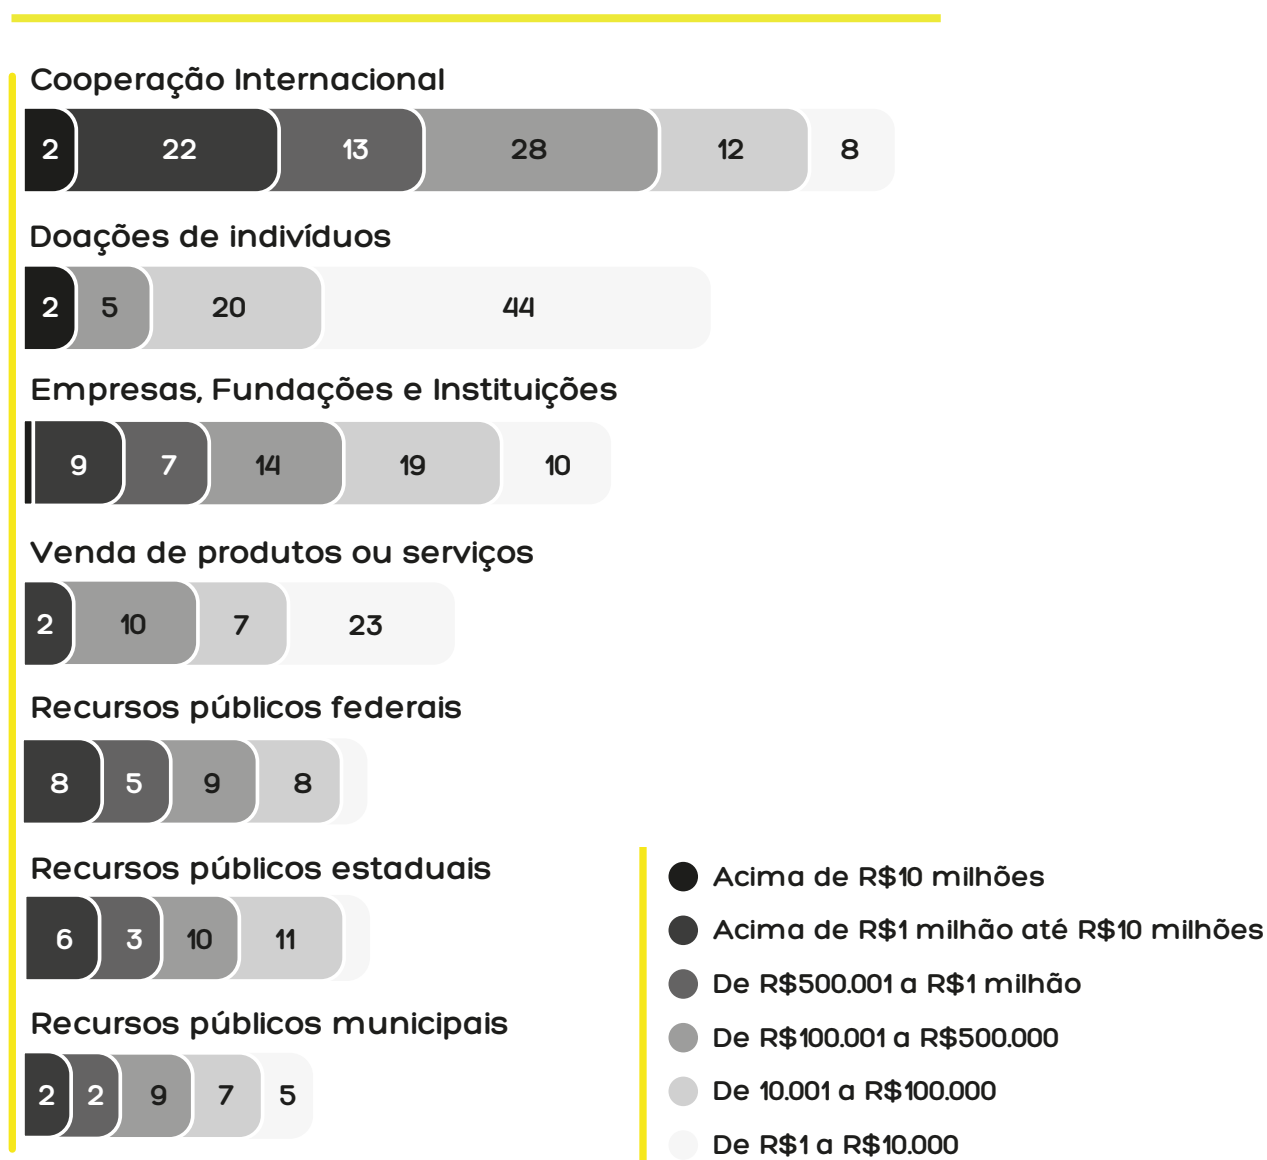 Cooperação Internacional
2 22 13 28 12 8
Doações de indivíduos
2 5 20 44
Empresas, Fundações e Instituições
9 7 14 19 10
Venda de produtos ou serviços
2 10 7 23
Recursos públicos federais
8 5 9 8
Recursos públicos estaduais
6 3 10 11
Recursos públicos municipais
2 2 9 7 5
Acima de R$10 milhões
Acima de R$1 milhão até R$10 milhões
De R$500.001 a R$1 milhão
De R$100.001 a R$500.000
De 10.001 a R$100.000
De R$1 a R$10.000